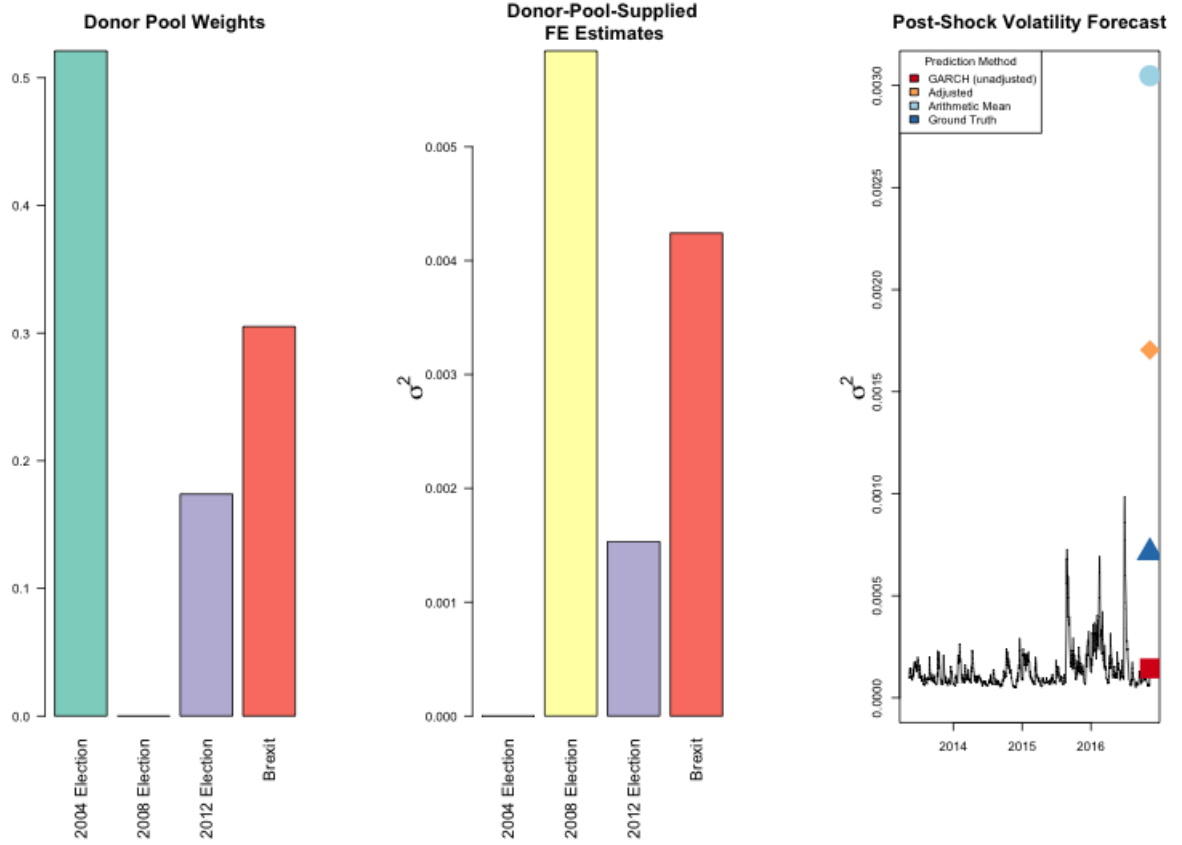 Donor Pool Weights
0.5
0.4
0.3
0.2
0.1
0.0
2004 Election
2008 Election
2012 Election
Brexit
Donor-Pool-Supplied
FE Estimates
σ2
0.005
0.004
0.003
0.002
0.001
0.000
2004 Election
2008 Election
2012 Election
Brexit
Post-Shock Volatility Forecast
Prediction Method
GARCH (unadjusted)
Adjusted
Arithmetic Mean
Ground Truth
σ2
0.0030
0.0025
0.0020
0.0015
0.0010
0.0005
0.0000
2014
2015
2016